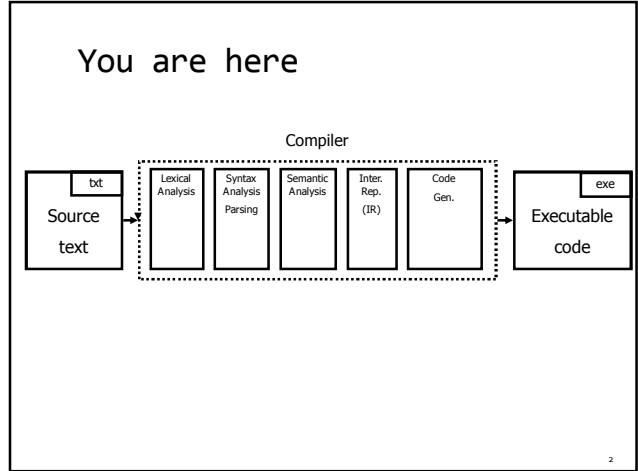 You are here
Compiler
txt
Source
text
Lexical
Analysis
Syntax
Analysis
Parsing
Semantic
Analysis
Inter.
Rep.
(IR)
Code
Gen.
exe
Executable
code
2